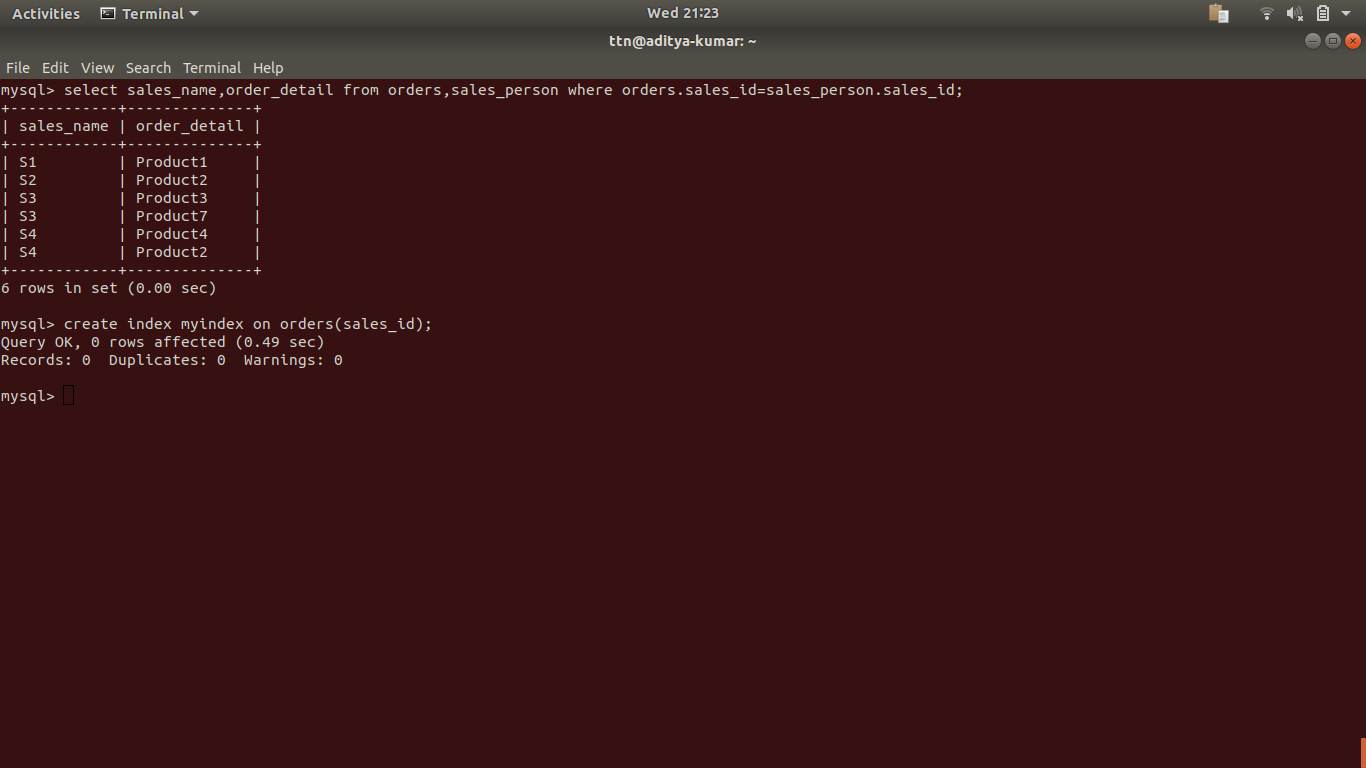 Activities Terminal Wed 21:23
ttn@aditya-kumar: ~
File Edit View Search Terminal Help
mysql> select sales_name,order_detail from orders,sales_person where orders.sales_id=sales_person.sales_id;
+------------+--------------+
| sales_name | order_detail |
+------------+--------------+
| S1         | Product1     |
| S2         | Product2     |
| S3         | Product3     |
| S3         | Product7     |
| S4         | Product4     |
| S4         | Product2     |
+------------+--------------+
6 rows in set (0.00 sec)
mysql> create index myindex on orders(sales_id);
Query OK, 0 rows affected (0.49 sec)
Records: 0  Duplicates: 0  Warnings: 0
mysql>